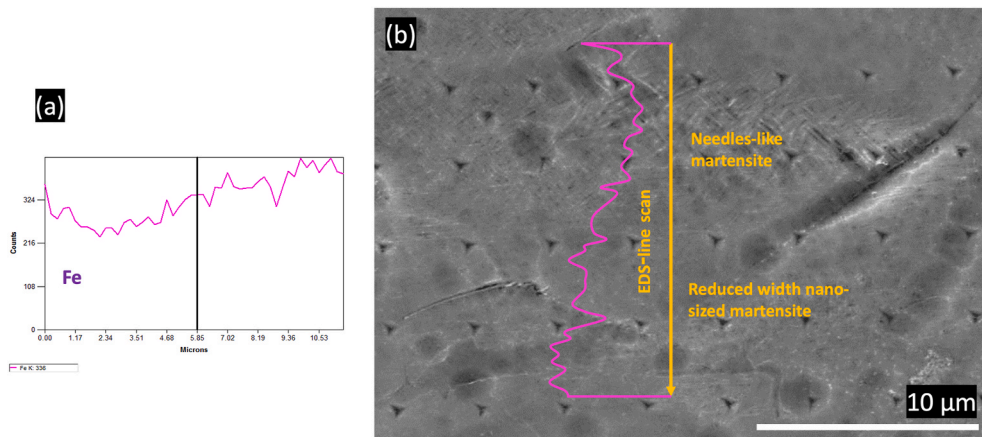 (a)
324
216
108
0
Counts
Fe
0.00 1.17 2.34 3.51 4.68 5.85 7.02 8.19 9.36 10.53
Microns
Fe K: 336
(b)
Needles-like
martensite
EDS-line scan
Reduced width nano-
sized martensite
10 μm